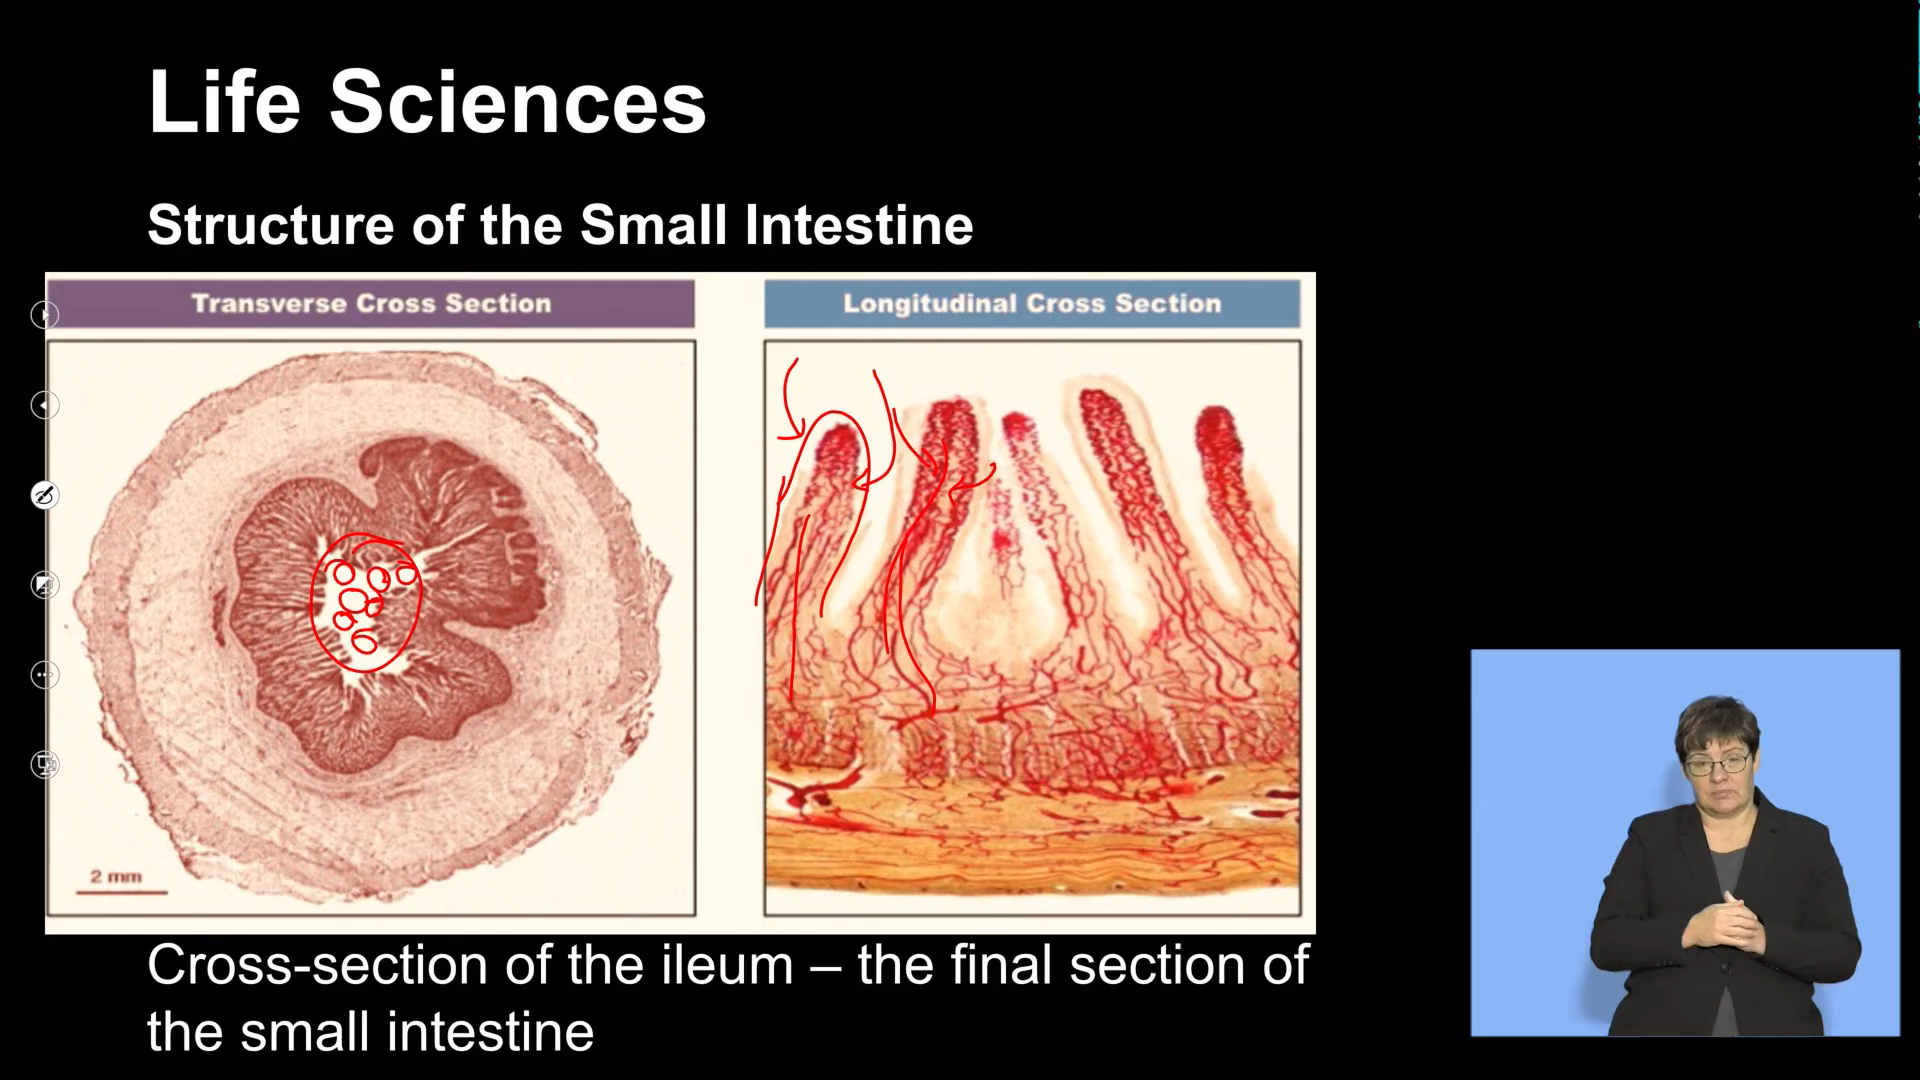 Life Sciences
Structure of the Small Intestine
Transverse Cross Section
Longitudinal Cross Section
2 mm
Cross-section of the ileum – the final section of
the small intestine